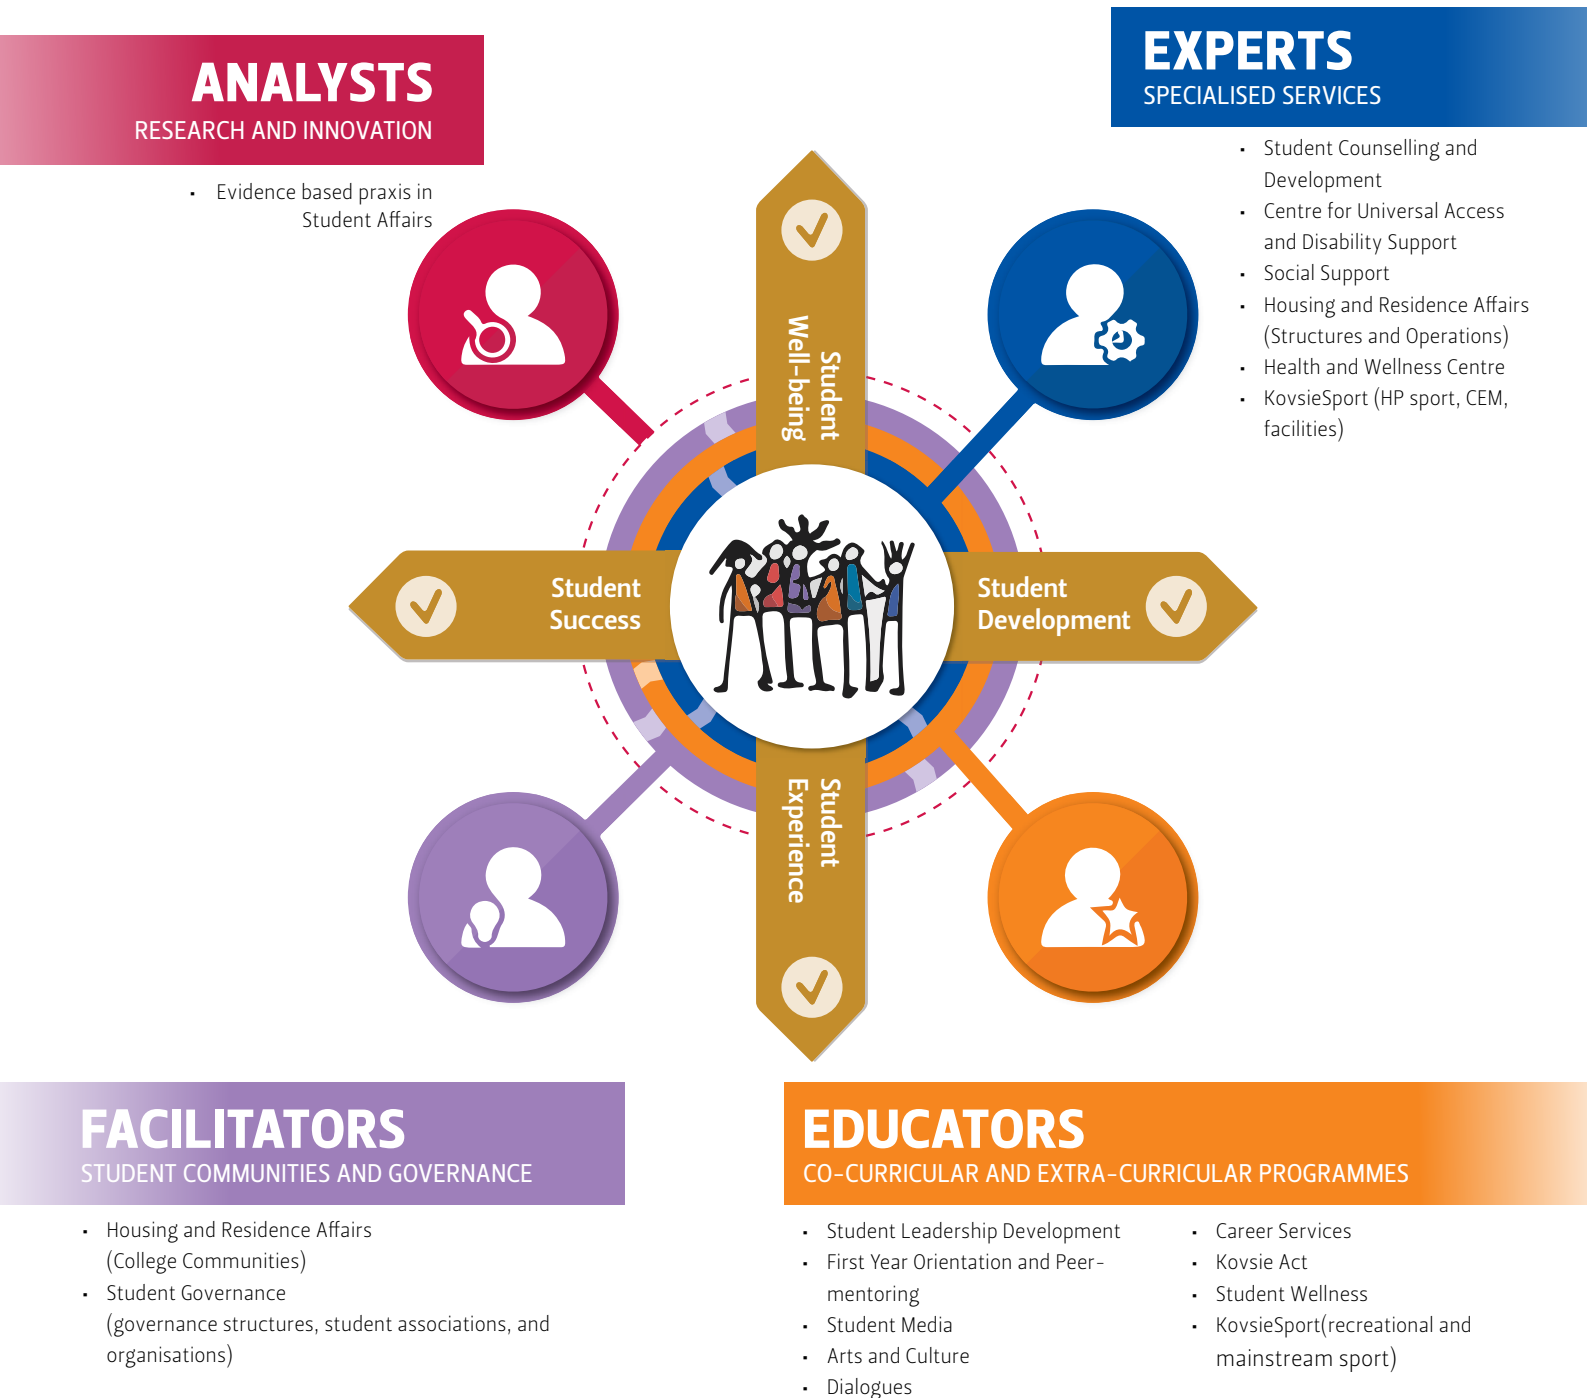 ANALYSTS
RESEARCH AND INNOVATION
• Evidence based praxis in
Student Affairs
EXPERTS
SPECIALISED SERVICES
• Student Counselling and
Development
• Centre for Universal Access
and Disability Support
• Social Support
• Housing and Residence Affairs
(Structures and Operations)
• Health and Wellness Centre
• KovsieSport (HP sport, CEM,
facilities)
Student
Well-being
Student
Success
Student
Development
Student
Experience
FACILITATORS
STUDENT COMMUNITIES AND GOVERNANCE
• Housing and Residence Affairs
(College Communities)
• Student Governance
(governance structures, student associations, and
organisations)
EDUCATORS
CO-CURRICULAR AND EXTRA-CURRICULAR PROGRAMMES
• Student Leadership Development
• First Year Orientation and Peer-
mentoring
• Student Media
• Arts and Culture
• Dialogues
• Career Services
• Kovsie Act
• Student Wellness
• KovsieSport(recreational and
mainstream sport)